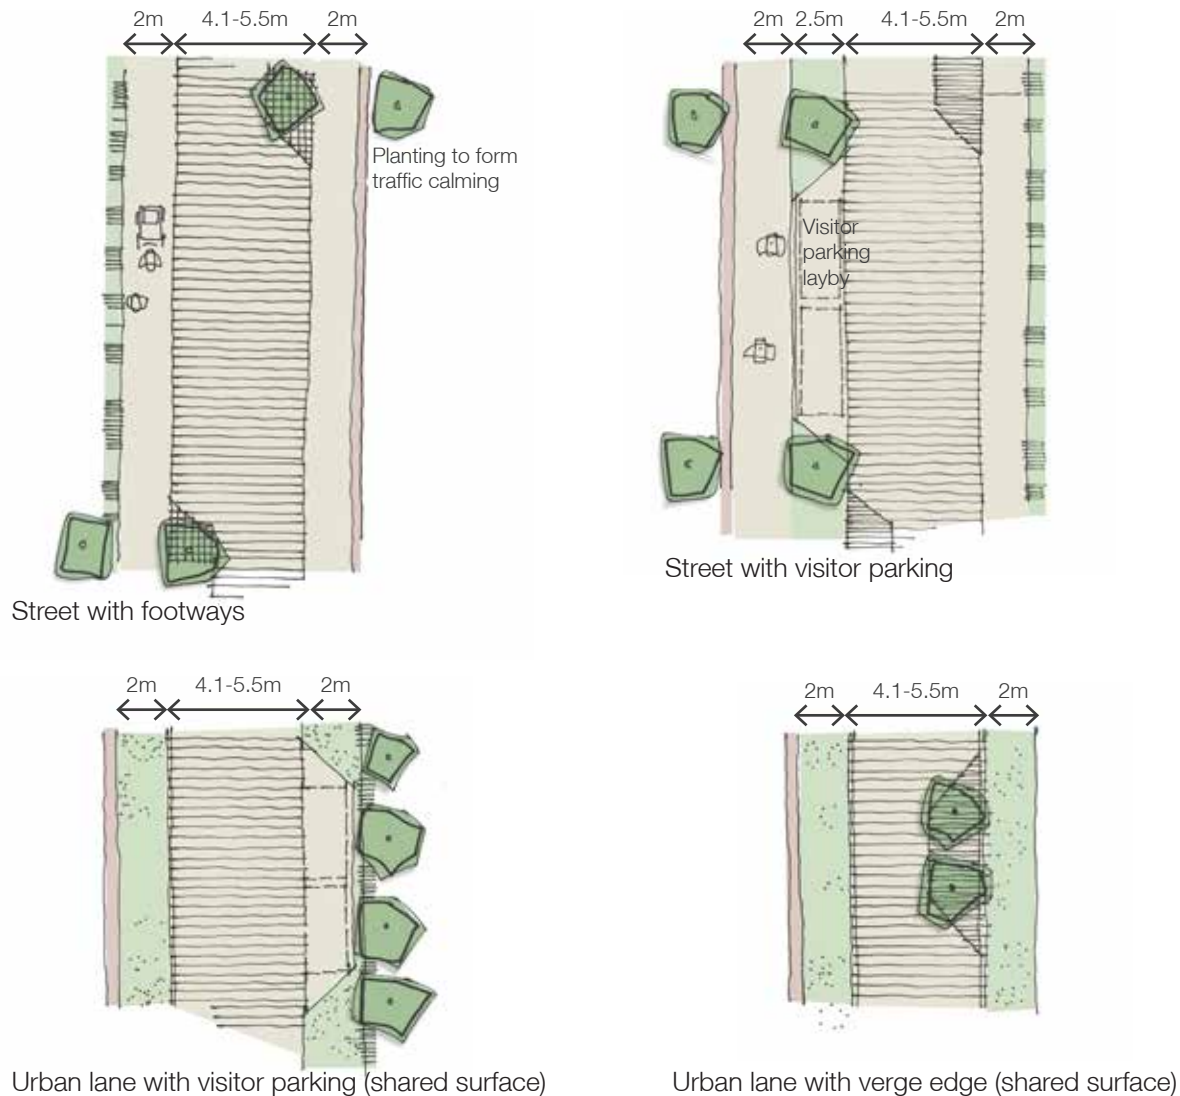 2m 4.1-5.5m 2m
Planting to form
traffic calming
Street with footways
2m 2.5m 4.1-5.5m 2m
Visitor
parking
layby
Street with visitor parking
2m 4.1-5.5m 2m
Urban lane with visitor parking (shared surface)
2m 4.1-5.5m 2m
Urban lane with verge edge (shared surface)